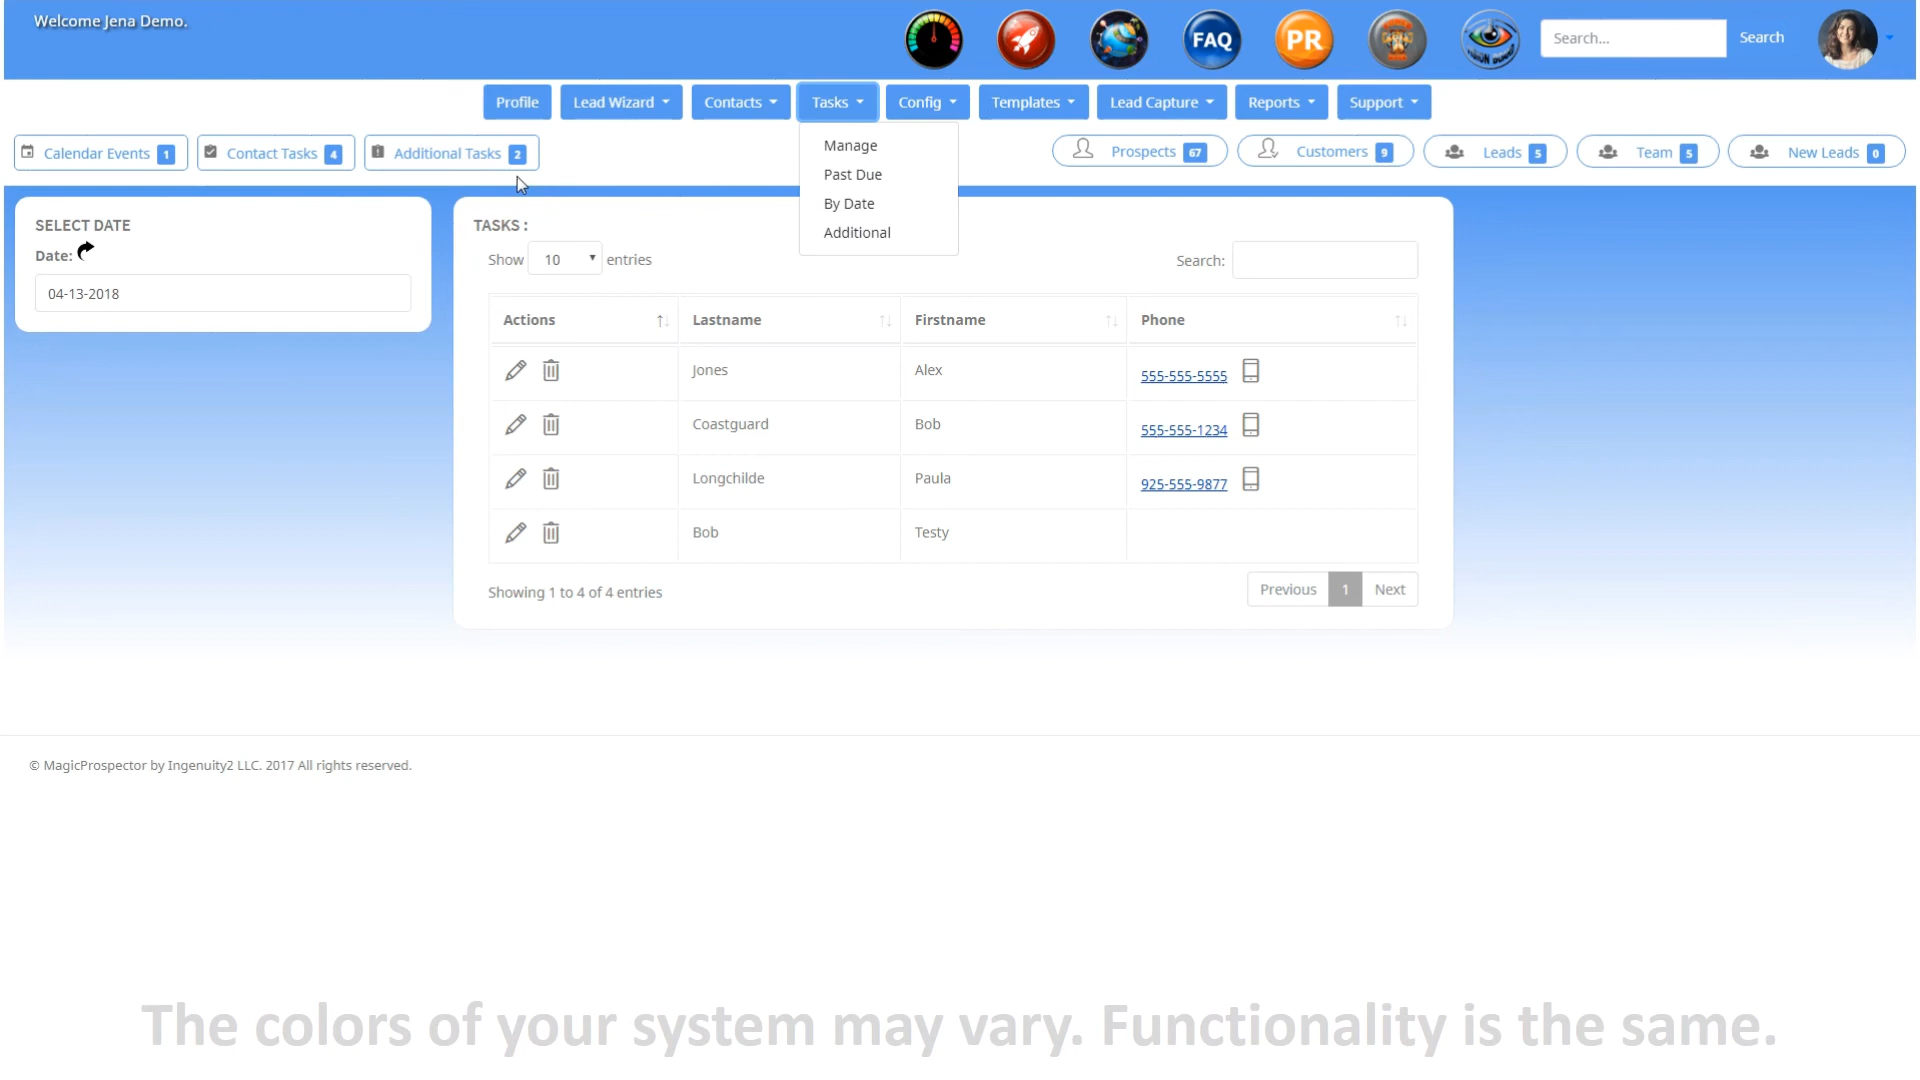 Welcome Jena Demo.
FAQ
PR
Search...
Search
Profile
Lead Wizard
Contacts
Tasks
Config
Templates
Lead Capture
Reports
Support
Calendar Events 1
Contact Tasks 4
Additional Tasks 2
Manage
Past Due
By Date
Additional
Prospects 67
Customers 9
Leads 5
Team 5
New Leads 0
SELECT DATE
Date:
04-13-2018
TASKS :
Show 10 entries
Search:
Actions Lastname Firstname Phone
Jones Alex 555-555-5555
Coastguard Bob 555-555-1234
Longchilde Paula 925-555-9877
Bob Testy
Showing 1 to 4 of 4 entries
Previous 1 Next
© MagicProspector by Ingenuity2 LLC. 2017 All rights reserved.
The colors of your system may vary. Functionality is the same.